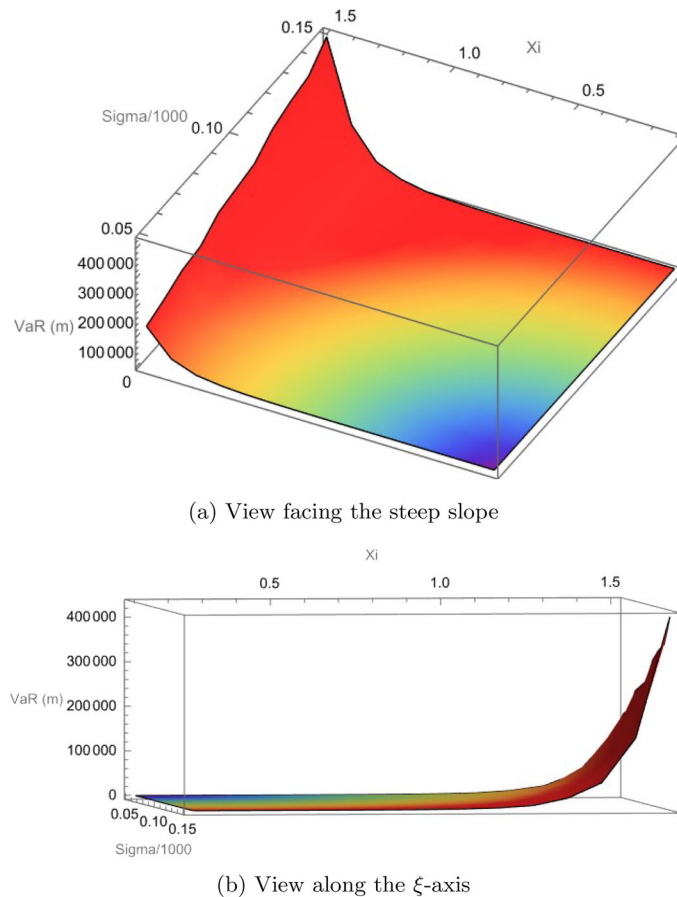 0.15
1.5
Xi
1.0
0.5
Sigma/1000
0.10
0.05
400 000
300 000
VaR (m) 200 000
100 000
0
(a) View facing the steep slope
Xi
0.5 1.0 1.5
400 000
300 000
VaR (m) 200 000
100 000
0
0.05
0.10
0.15
Sigma/1000
(b) View along the ξ-axis